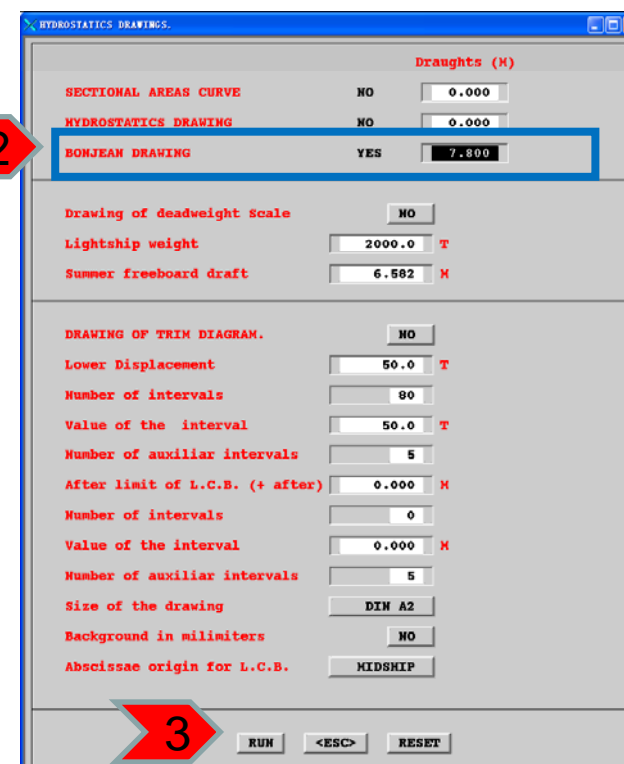 HYDROSTATICS DRAWINGS.
Draughts (M)
SECTIONAL AREAS CURVE NO 0.000
HYDROSTATICS DRAWING NO 0.000
2
BONJEAN DRAWING YES 7.800
Drawing of deadweight Scale NO
Lightship weight 2000.0 T
Summer freeboard draft 6.582 M
DRAWING OF TRIM DIAGRAM. NO
Lower Displacement 50.0 T
Number of intervals 80
Value of the interval 50.0 T
Number of auxiliar intervals 5
After limit of L.C.B. (+ after) 0.000 M
Number of intervals 0
Value of the interval 0.000 M
Number of auxiliar intervals 5
Size of the drawing DIN A2
Background in milimiters NO
Abscissae origin for L.C.B. MIDSHIP
3 RUN <ESC> RESET